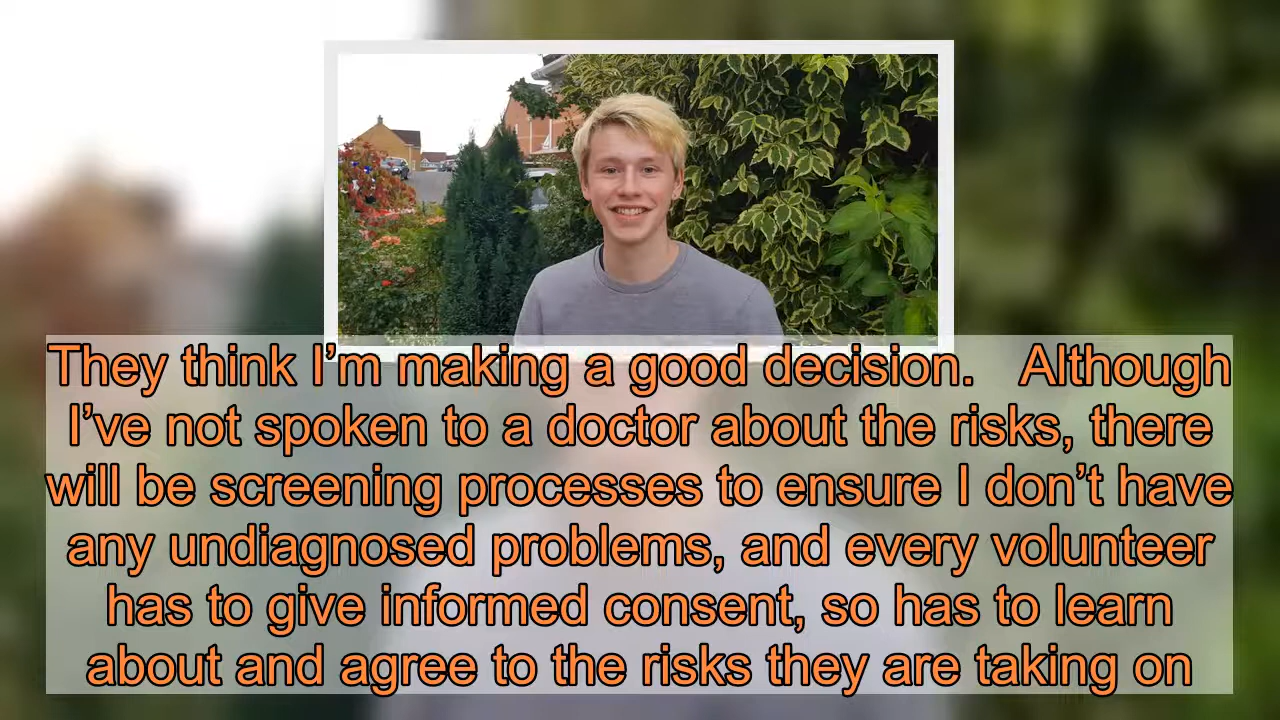 They think I’m making a good decision.   Although
I’ve not spoken to a doctor about the risks, there
will be screening processes to ensure I don’t have
any undiagnosed problems, and every volunteer
has to give informed consent, so has to learn
about and agree to the risks they are taking on